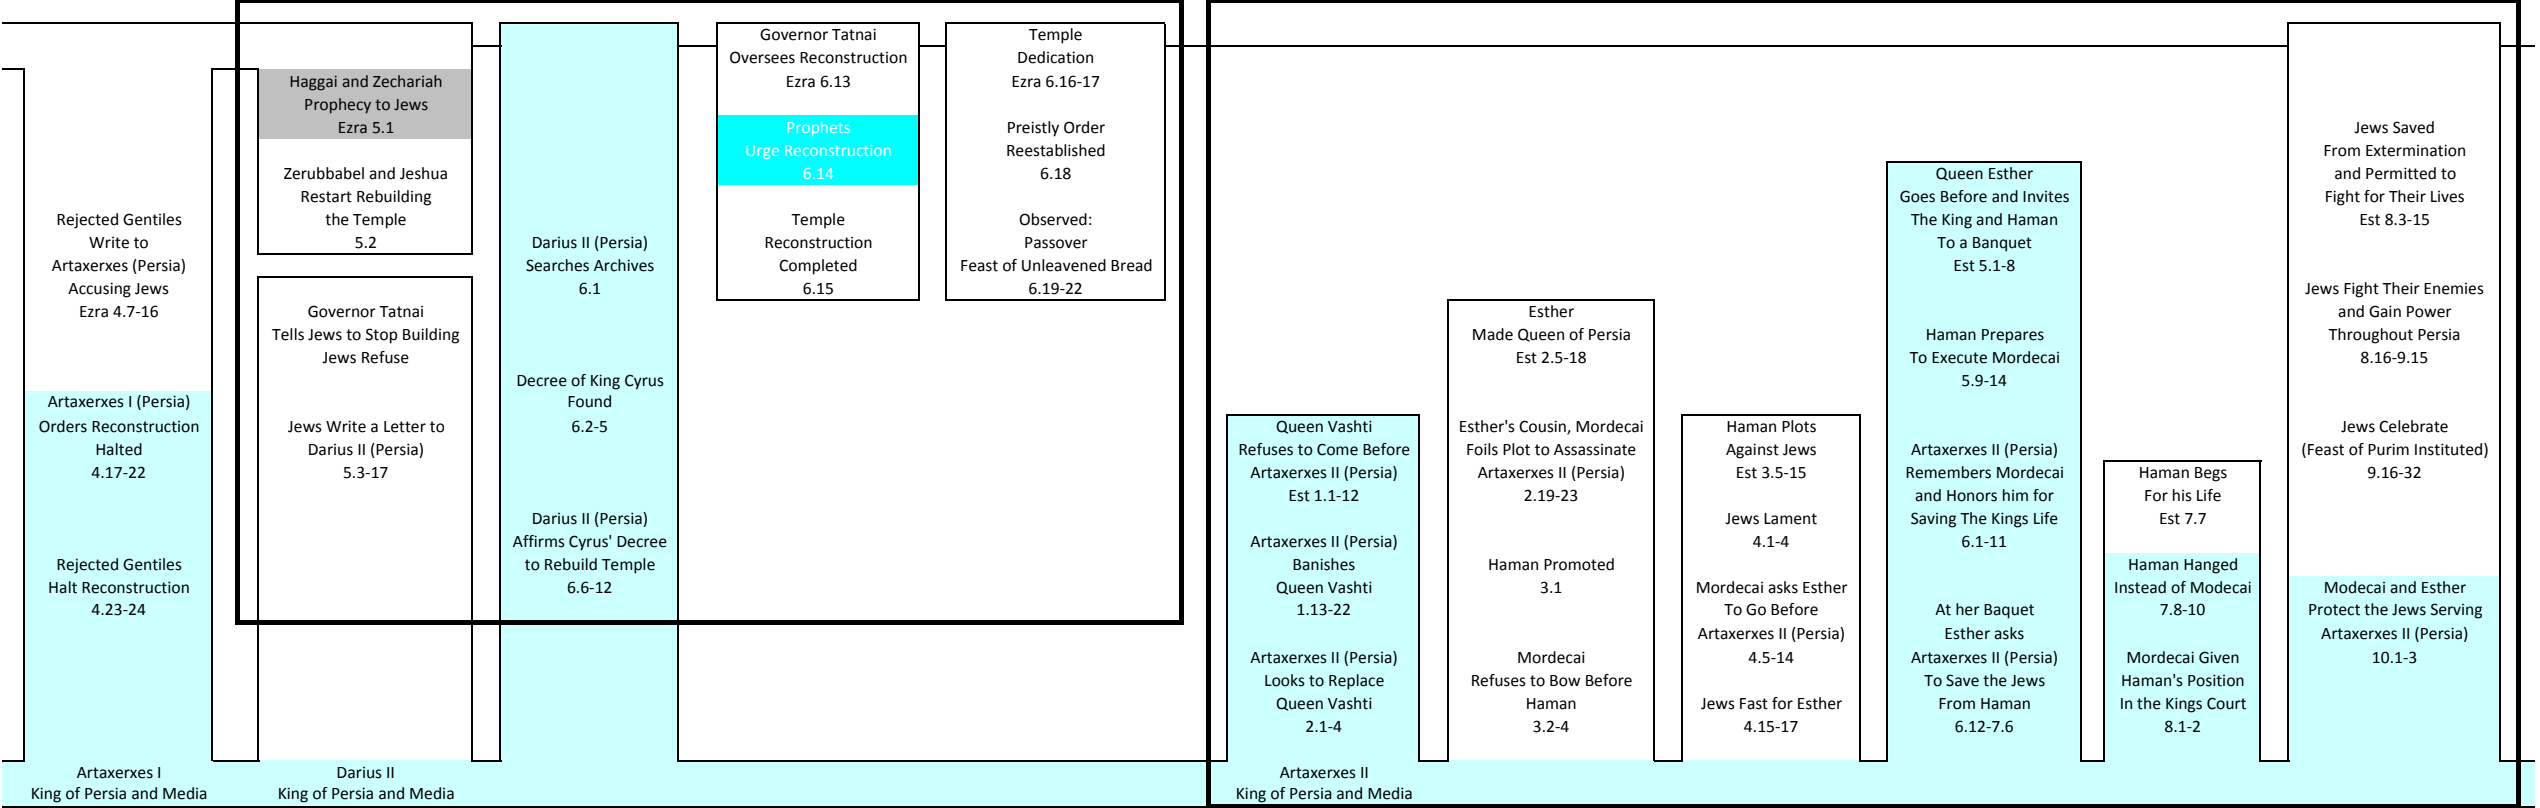 Rejected Gentiles
Write to
Artaxerxes (Persia)
Accusing Jews
Ezra 4.7-16
Artaxerxes I (Persia)
Orders Reconstruction
Halted
4.17-22
Rejected Gentiles
Halt Reconstruction
4.23-24
Artaxerxes I
King of Persia and Media
Haggai and Zechariah
Prophecy to Jews
Ezra 5.1
Zerubbabel and Jeshua
Restart Rebuilding
the Temple
5.2
Governor Tatnai
Tells Jews to Stop Building
Jews Refuse
Jews Write a Letter to
Darius II (Persia)
5.3-17
Darius II
King of Persia and Media
Darius II (Persia)
Searches Archives
6.1
Decree of King Cyrus
Found
6.2-5
Darius II (Persia)
Affirms Cyrus' Decree
to Rebuild Temple
6.6-12
Governor Tatnai
Oversees Reconstruction
Ezra 6.13
Prophets
Urge Reconstruction
6.14
Temple
Reconstruction
Completed
6.15
Temple
Dedication
Ezra 6.16-17
Preistly Order
Reestablished
6.18
Observed:
Passover
Feast of Unleavened Bread
6.19-22
Queen Vashti
Refuses to Come Before
Artaxerxes II (Persia)
Est 1.1-12
Artaxerxes II (Persia)
Banishes
Queen Vashti
1.13-22
Artaxerxes II (Persia)
Looks to Replace
Queen Vashti
2.1-4
Artaxerxes II
King of Persia and Media
Esther
Made Queen of Persia
Est 2.5-18
Esther's Cousin, Mordecai
Foils Plot to Assassinate
Artaxerxes II (Persia)
2.19-23
Haman Promoted
3.1
Mordecai
Refuses to Bow Before
Haman
3.2-4
Haman Plots
Against Jews
Est 3.5-15
Jews Lament
4.1-4
Mordecai asks Esther
To Go Before
Artaxerxes II (Persia)
4.5-14
Jews Fast for Esther
4.15-17
Queen Esther
Goes Before and Invites
The King and Haman
To a Banquet
Est 5.1-8
Haman Prepares
To Execute Mordecai
5.9-14
Artaxerxes II (Persia)
Remembers Mordecai
and Honors him for
Saving The Kings Life
6.1-11
At her Baquet
Esther asks
Artaxerxes II (Persia)
To Save the Jews
From Haman
6.12-7.6
Haman Begs
For his Life
Est 7.7
Haman Hanged
Instead of Modecai
7.8-10
Mordecai Given
Haman's Position
In the Kings Court
8.1-2
Jews Saved
From Extermination
and Permitted to
Fight for Their Lives
Est 8.3-15
Jews Fight Their Enemies
and Gain Power
Throughout Persia
8.16-9.15
Jews Celebrate
(Feast of Purim Instituted)
9.16-32
Modecai and Esther
Protect the Jews Serving
Artaxerxes II (Persia)
10.1-3